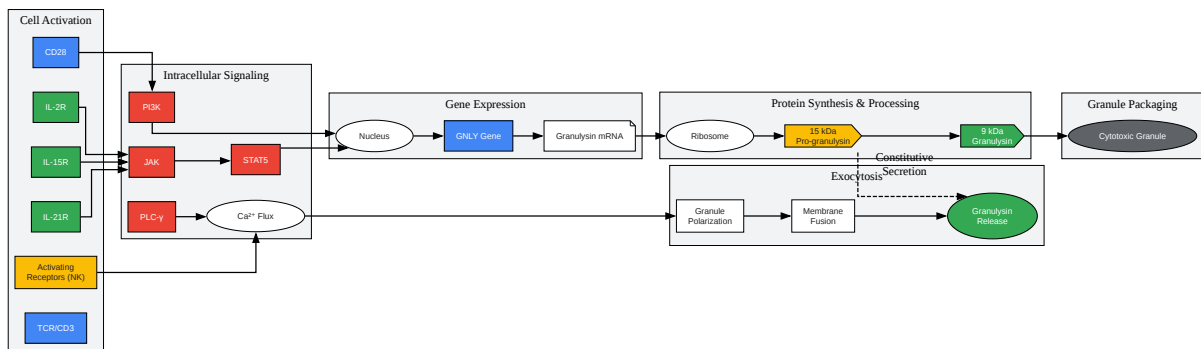 Cell Activation
CD28
IL-2R
IL-15R
IL-21R
Activating
Receptors (NK)
TCR/CD3
Intracellular Signaling
PI3K
JAK
STAT5
PLC-γ
Ca²⁺ Flux
Gene Expression
Nucleus
GNLY Gene
Granulysin mRNA
Protein Synthesis & Processing
Ribosome
15 kDa
Pro-granulysin
9 kDa
Granulysin
Granule Packaging
Cytotoxic Granule
Constitutive
Secretion
Exocytosis
Granule
Polarization
Membrane
Fusion
Granulysin
Release